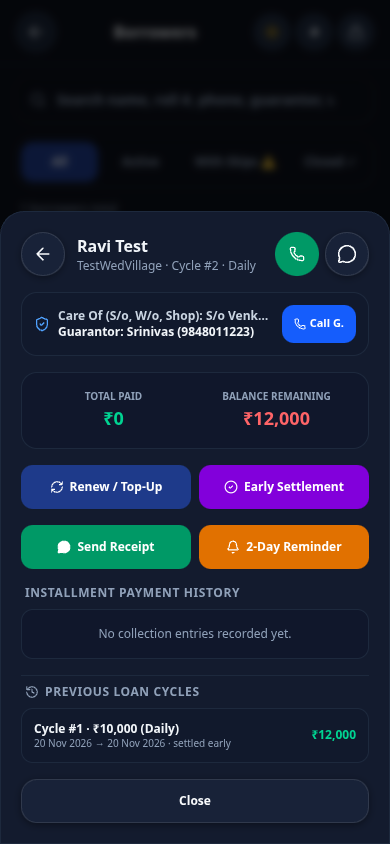 Borrowers
Ravi Test
TestWedVillage · Cycle #2 · Daily
Care Of (S/o, W/o, Shop): S/o Venk...
Guarantor: Srinivas (9848011223)
Call G.
TOTAL PAID
₹0
BALANCE REMAINING
₹12,000
Renew / Top-Up
Early Settlement
Send Receipt
2-Day Reminder
INSTALLMENT PAYMENT HISTORY
No collection entries recorded yet.
PREVIOUS LOAN CYCLES
Cycle #1 · ₹10,000 (Daily)
20 Nov 2026 → 20 Nov 2026 · settled early
₹12,000
Close